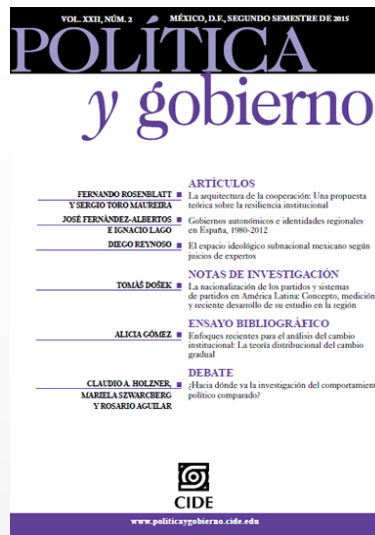 VOL. XXII, NÚM. 2 MÉXICO, D.F., SEGUNDO SEMESTRE DE 2015
POLÍTICA
y gobierno
ARTÍCULOS
FERNANDO ROSENBLATT
Y SERGIO TORO MAUREIRA
La arquitectura de la cooperación: Una propuesta
teórica sobre la resiliencia institucional
JOSÉ FERNÁNDEZ-ALBERTOS
E IGNACIO LAGO
Gobiernos autonómicos e identidades regionales
en España, 1980-2012
DIEGO REYNOSO
El espacio ideológico subnacional mexicano según
juicios de expertos
NOTAS DE INVESTIGACIÓN
TOMÁŠ DOŠEK
La nacionalización de los partidos y sistemas
de partidos en América Latina: Concepto, medición
y reciente desarrollo de su estudio en la región
ENSAYO BIBLIOGRÁFICO
ALICIA GÓMEZ
Enfoques recientes para el análisis del cambio
institucional: La teoría distribucional del cambio
gradual
DEBATE
CLAUDIO A. HOLZNER,
MARIELA SZWARCBERG
Y ROSARIO AGUILAR
¿Hacia dónde va la investigación del comportamien
político comparado?
CIDE
www.politicaygobierno.cide.edu